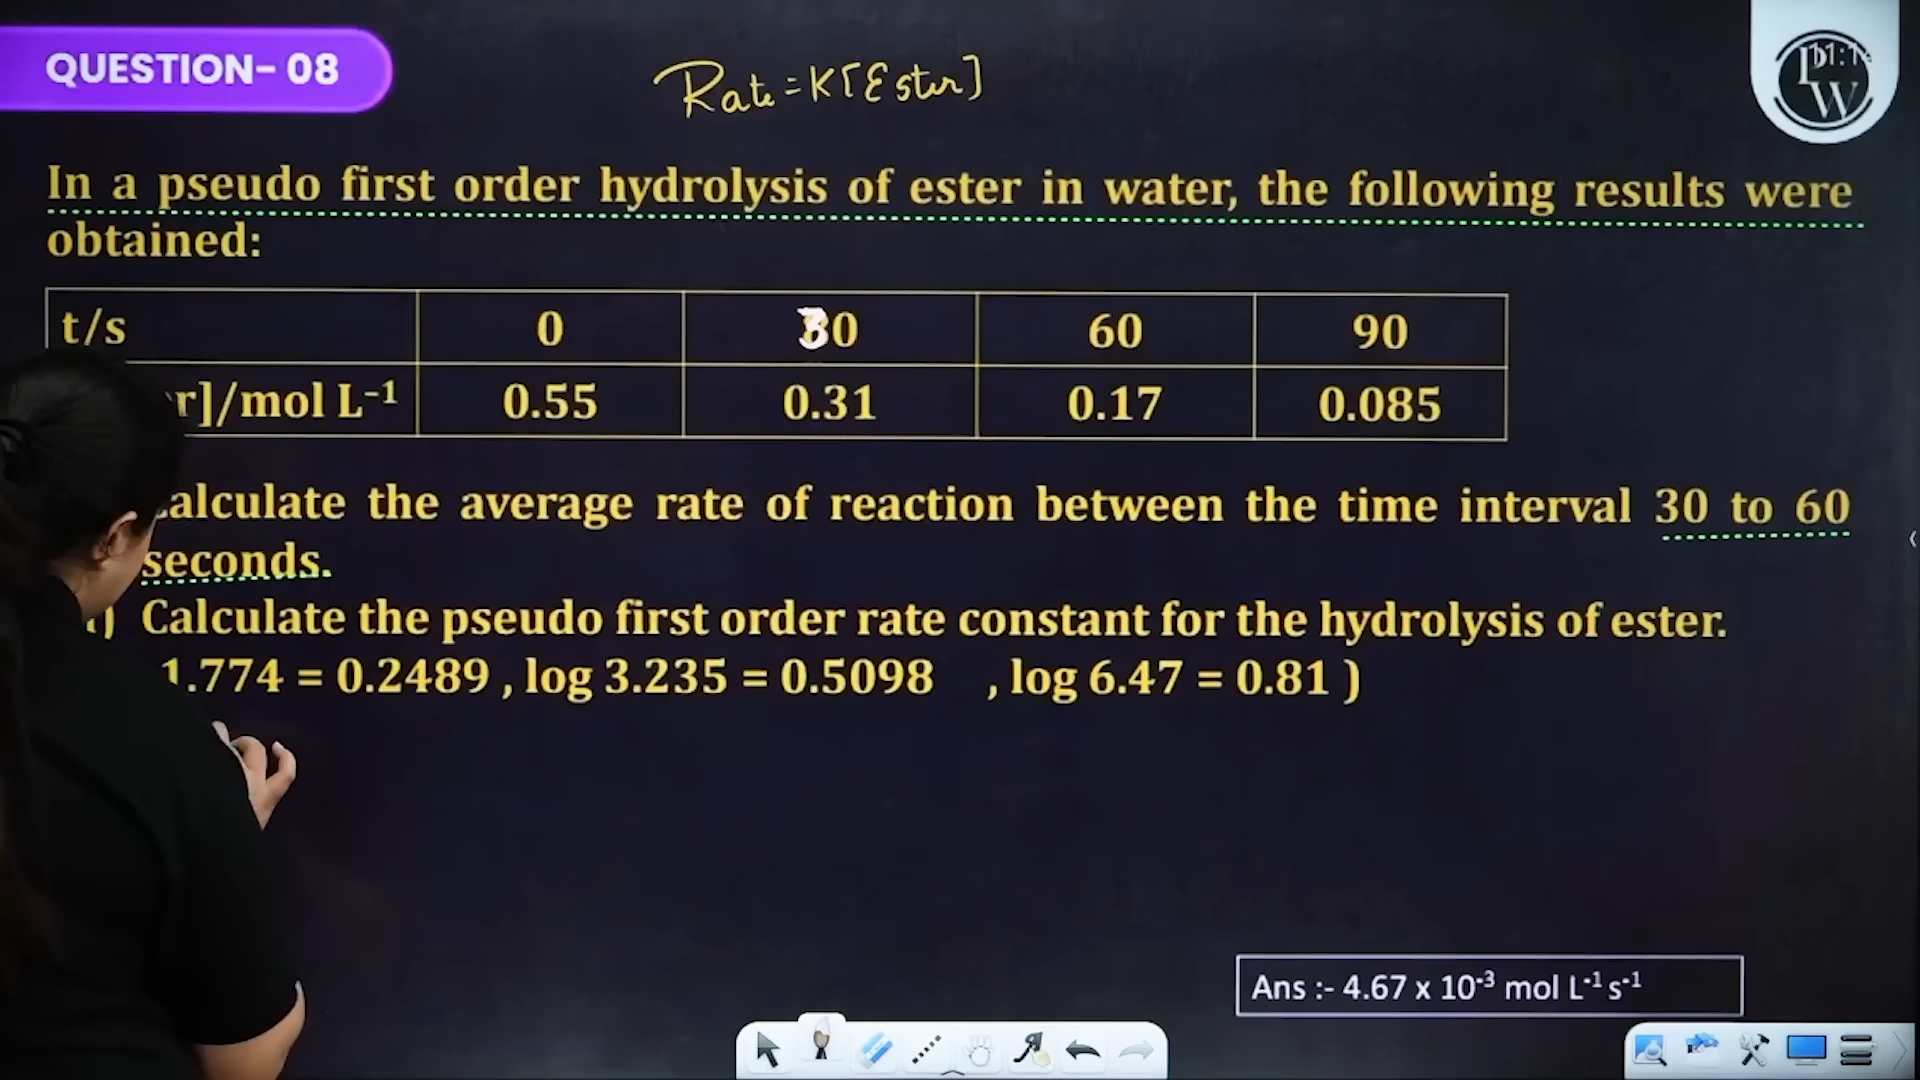 QUESTION- 08
Rate = K[Ester]
In a pseudo first order hydrolysis of ester in water, the following results were
obtained:
t/s 0 30 60 90
r]/mol L⁻¹ 0.55 0.31 0.17 0.085
alculate the average rate of reaction between the time interval 30 to 60
seconds.
) Calculate the pseudo first order rate constant for the hydrolysis of ester.
1.774 = 0.2489 , log 3.235 = 0.5098 , log 6.47 = 0.81 )
Ans :- 4.67 x 10⁻³ mol L⁻¹ s⁻¹
PW